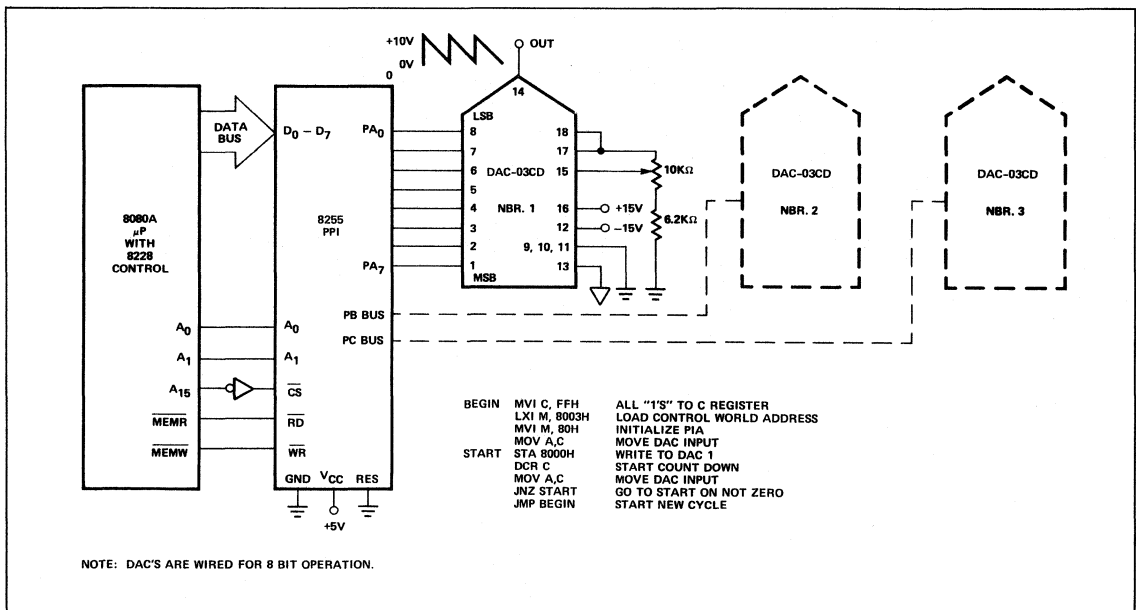 +10V
0V
0
OUT
14
8080A
μP
WITH
8228
CONTROL
DATA
BUS
D0 – D7
PA0
8255
PPI
PA7
LSB
8
7
6
5
4
3
2
1
MSB
DAC-03CD
NBR. 1
18
17
15
16
12
9, 10, 11
13
10KΩ
+15V
–15V
6.2KΩ
DAC-03CD
NBR. 2
DAC-03CD
NBR. 3
PB BUS
PC BUS
A0
A0
A1
A1
A15
CS
MEMR
RD
MEMW
WR
GND VCC RES
+5V
BEGIN MVI C, FFH ALL "1'S" TO C REGISTER
LXI M, 8003H LOAD CONTROL WORLD ADDRESS
MVI M, 80H INITIALIZE PIA
MOV A,C MOVE DAC INPUT
START STA 8000H WRITE TO DAC 1
DCR C START COUNT DOWN
MOV A,C MOVE DAC INPUT
JNZ START GO TO START ON NOT ZERO
JMP BEGIN START NEW CYCLE
NOTE: DAC'S ARE WIRED FOR 8 BIT OPERATION.